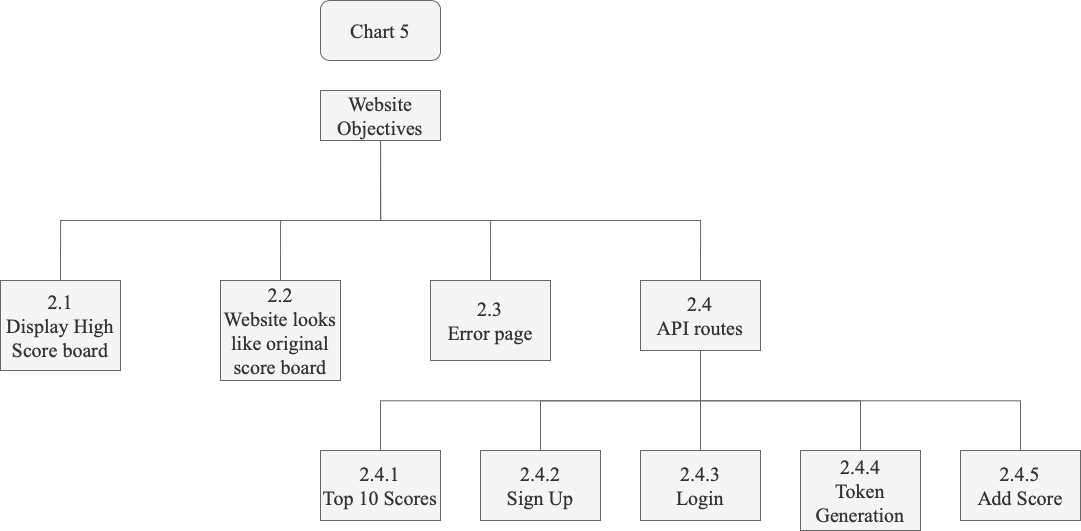 Chart 5
Website
Objectives
2.1
Display High
Score board
2.2
Website looks
like original
score board
2.3
Error page
2.4
API routes
2.4.1
Top 10 Scores
2.4.2
Sign Up
2.4.3
Login
2.4.4
Token
Generation
2.4.5
Add Score